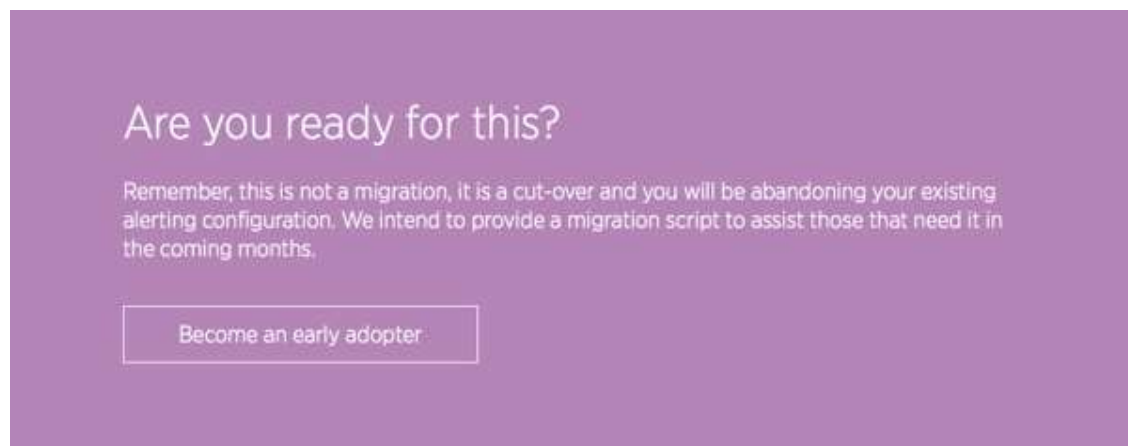 Are you ready for this?
Remember, this is not a migration, it is a cut-over and you will be abandoning your existing
alerting configuration. We intend to provide a migration script to assist those that need it in
the coming months.
Become an early adopter